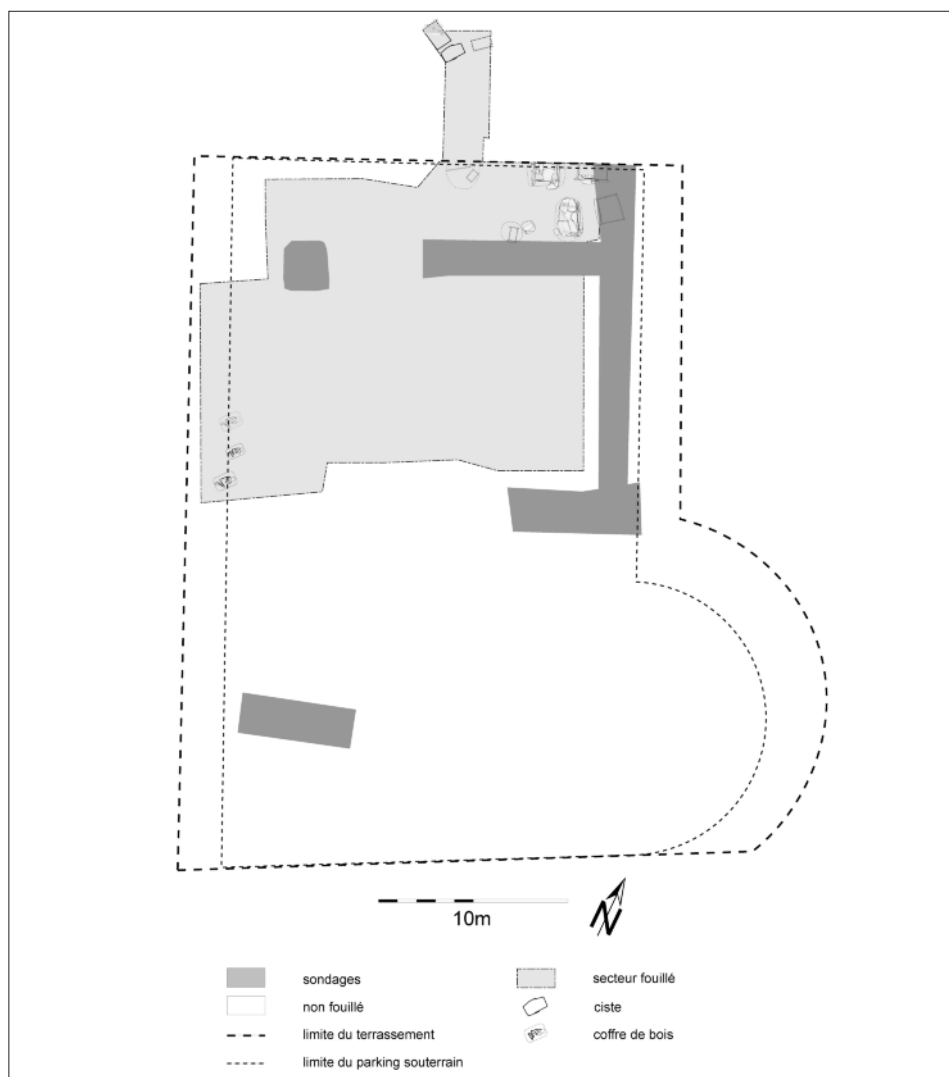 10m
N
sondages
non fouillé
limite du terrassement
limite du parking souterrain
secteur fouillé
ciste
coffre de bois